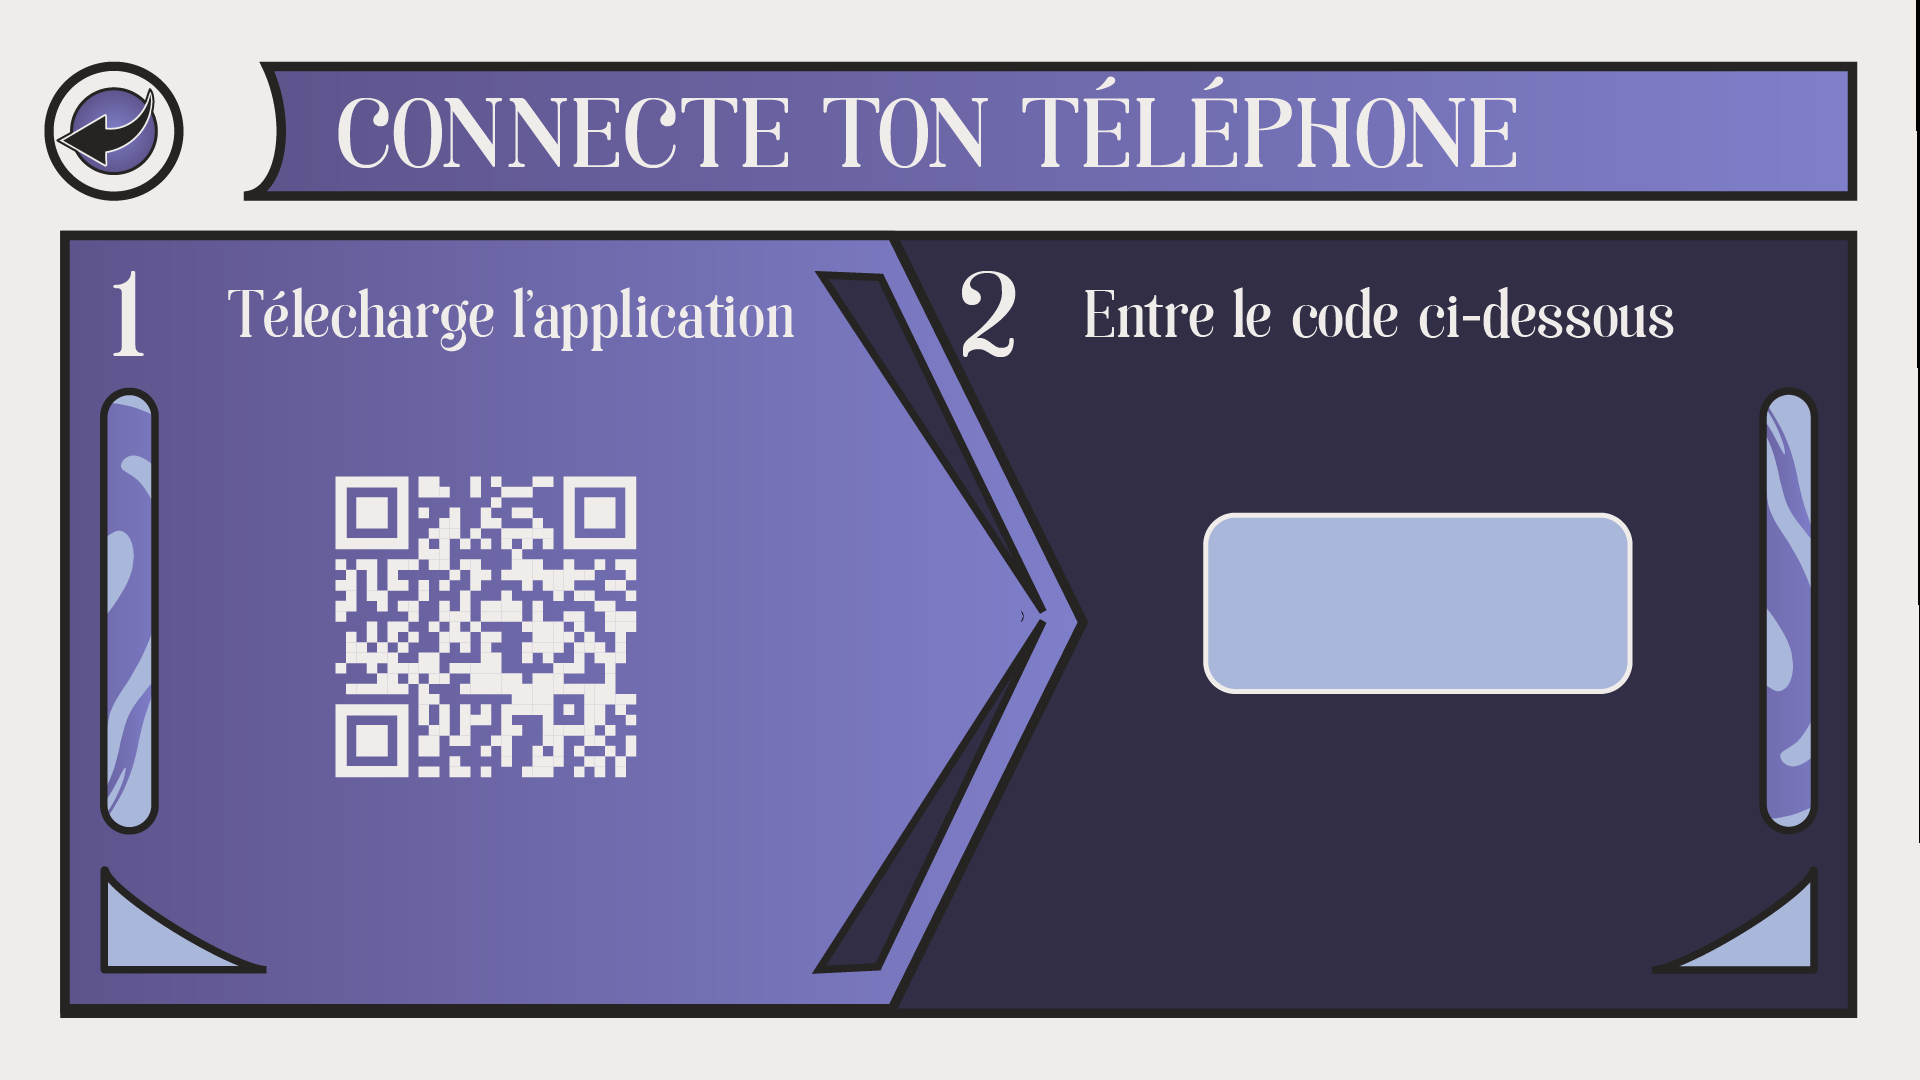 CONNECTE TON TÉLÉPHONE
1
Télecharge l'application
2
Entre le code ci-dessous